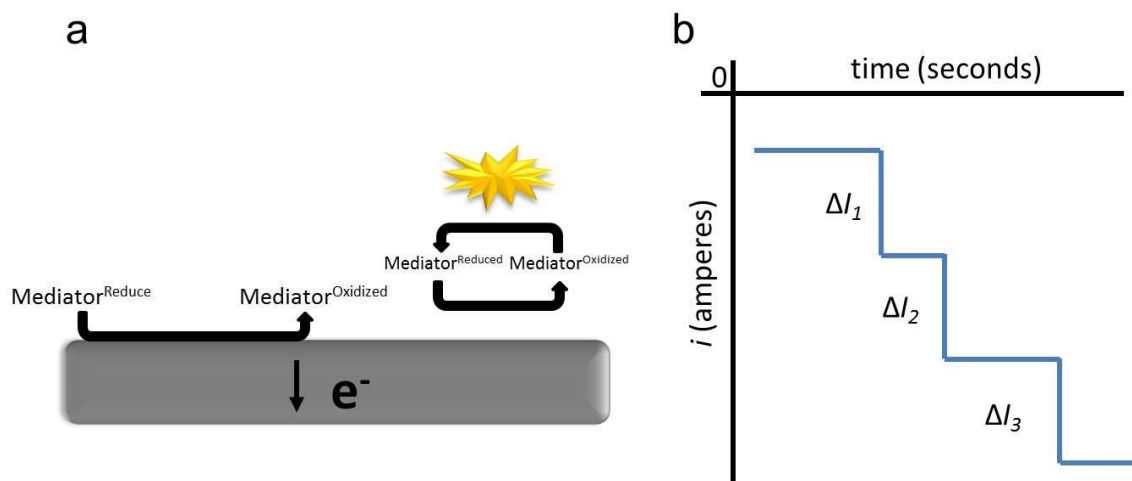 a
Mediator^Reduced Mediator^Oxidized
Mediator^Reduce Mediator^Oxidized
e⁻
b
0
time (seconds)
i (amperes)
ΔI₁
ΔI₂
ΔI₃